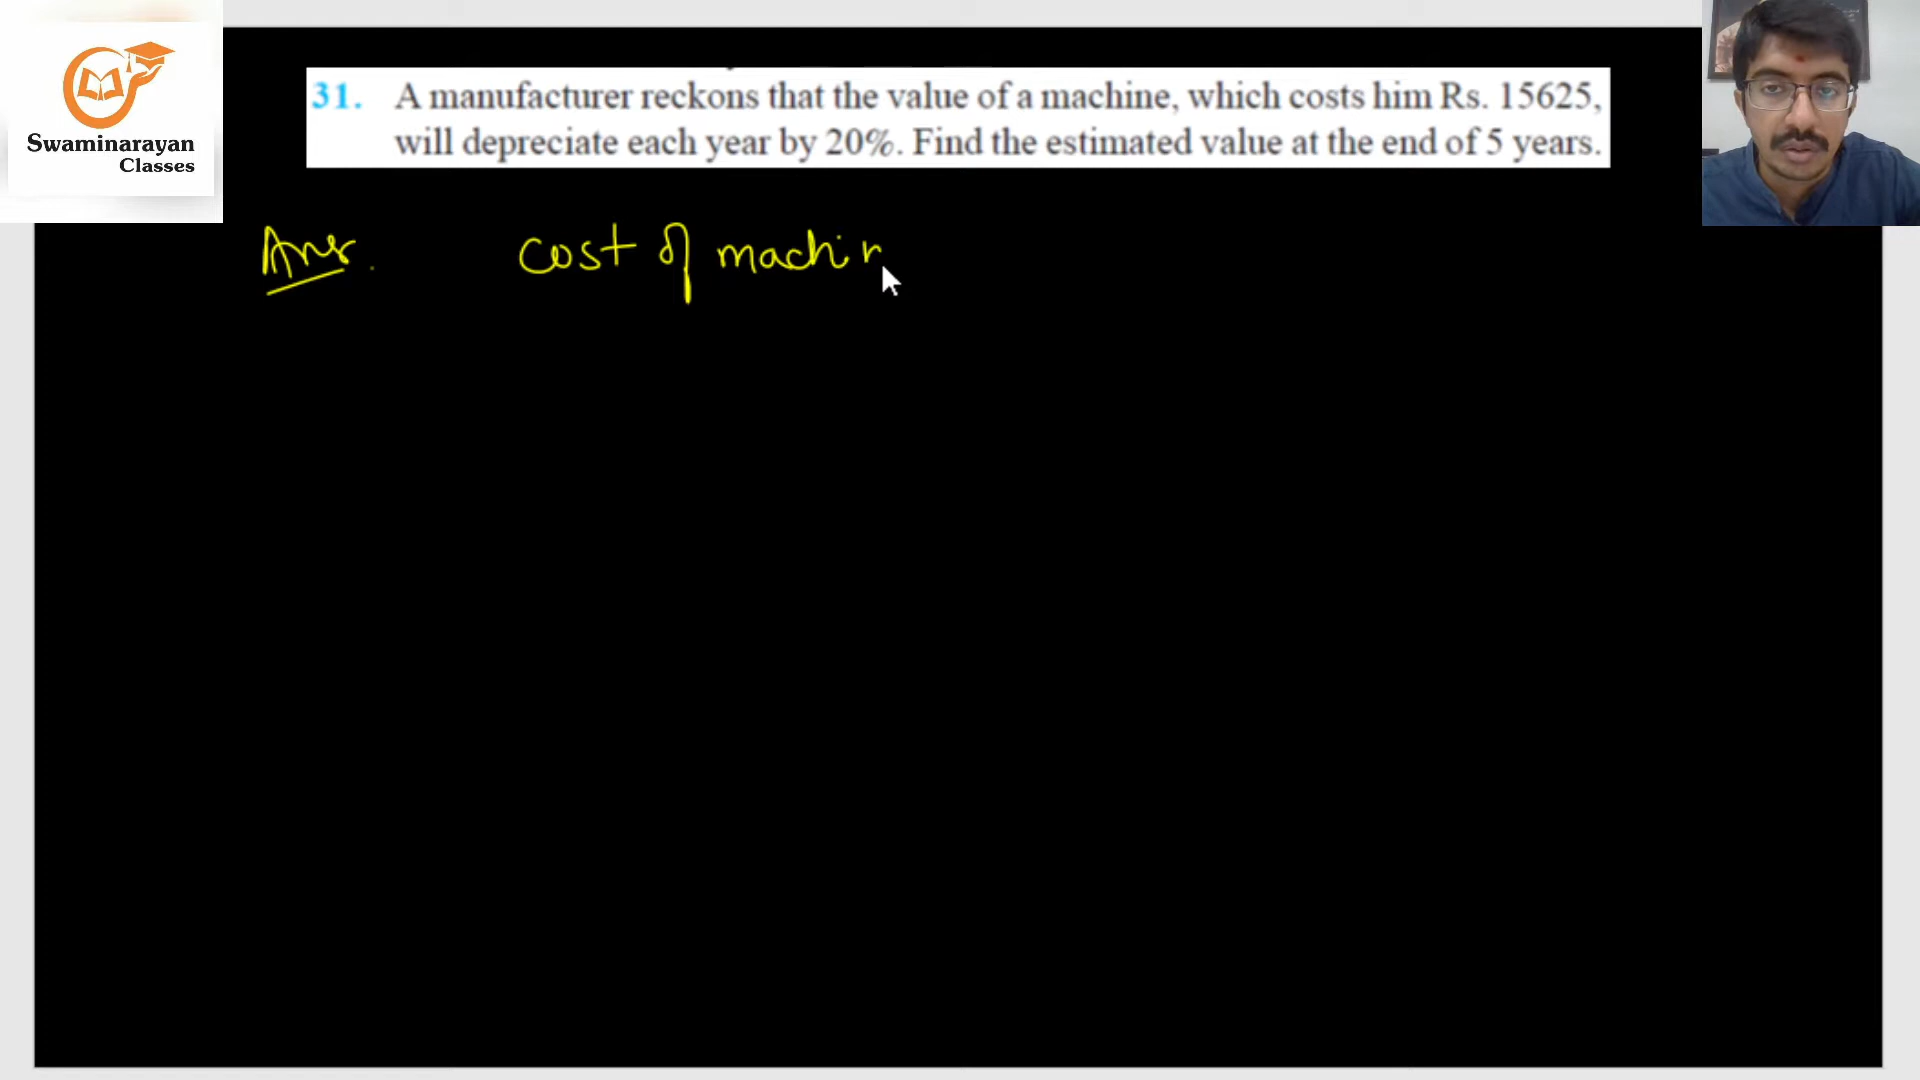 Swaminarayan
Classes
31. A manufacturer reckons that the value of a machine, which costs him Rs. 15625,
will depreciate each year by 20%. Find the estimated value at the end of 5 years.
Ans. cost of machin